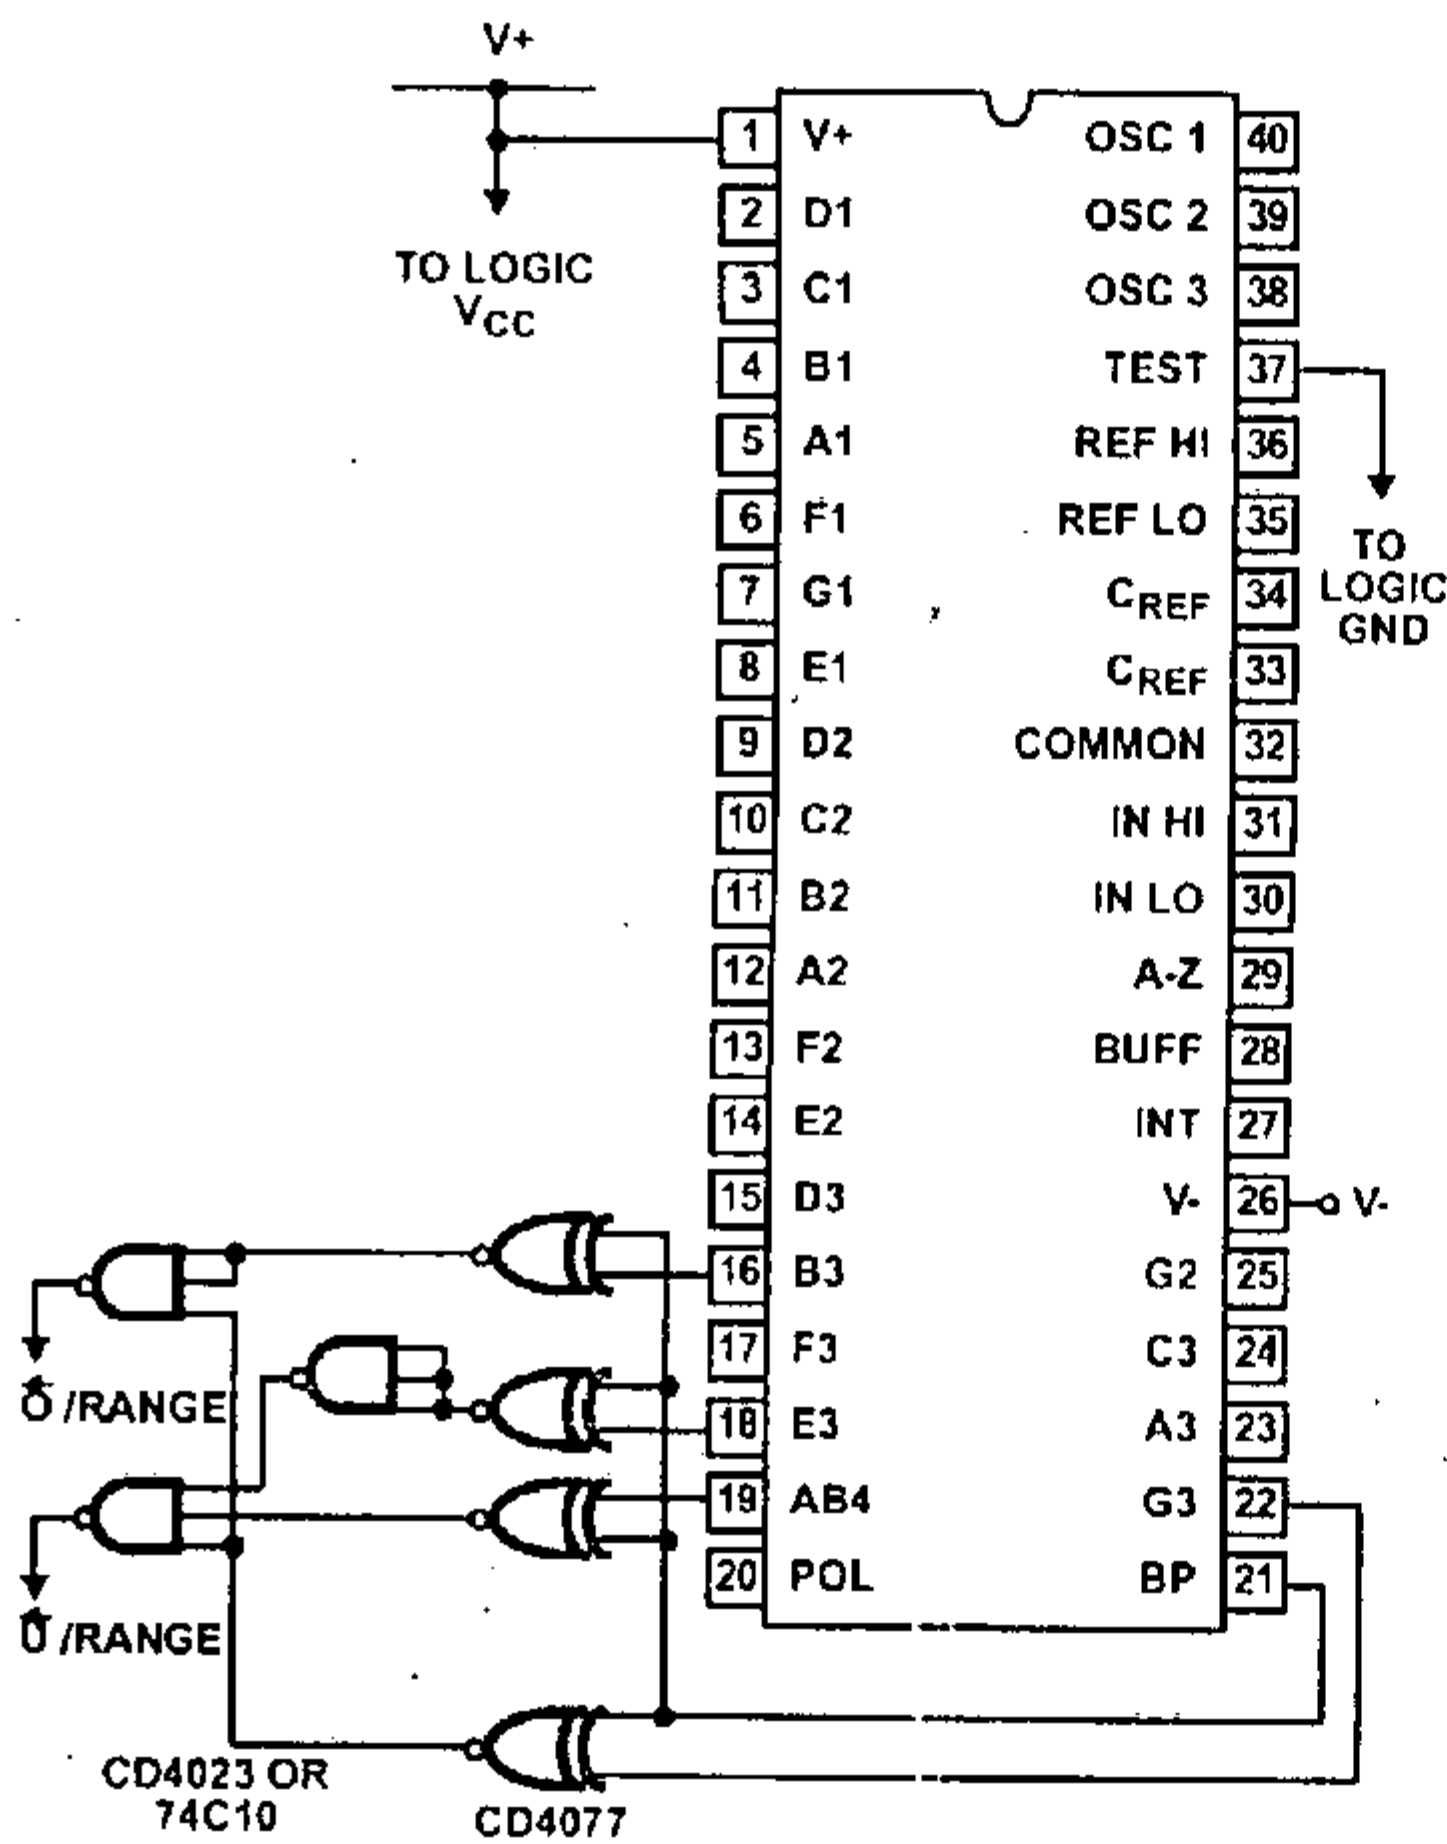 V+
TO LOGIC
VCC
1 V+ OSC 1 40
2 D1 OSC 2 39
3 C1 OSC 3 38
4 B1 TEST 37
5 A1 REF HI 36
6 F1 REF LO 35
7 G1 CREF 34
8 E1 CREF 33
9 D2 COMMON 32
10 C2 IN HI 31
11 B2 IN LO 30
12 A2 A-Z 29
13 F2 BUFF 28
14 E2 INT 27
15 D3 V- 26 V-
16 B3 G2 25
17 F3 C3 24
18 E3 A3 23
19 AB4 G3 22
20 POL BP 21
TO
LOGIC
GND
O /RANGE
U /RANGE
CD4023 OR
74C10
CD4077